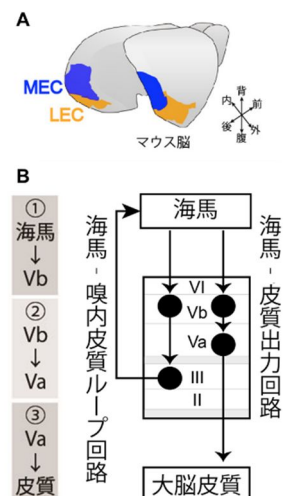 A
MEC
LEC
マウス脳
背
内
前
後
外
腹
B
①
海馬
↓
Vb
②
Vb
↓
Va
③
Va
↓
皮質
海馬
海馬-嗅内皮質ループ回路
海馬-皮質出力回路
VI
Vb
Va
III
II
大脳皮質